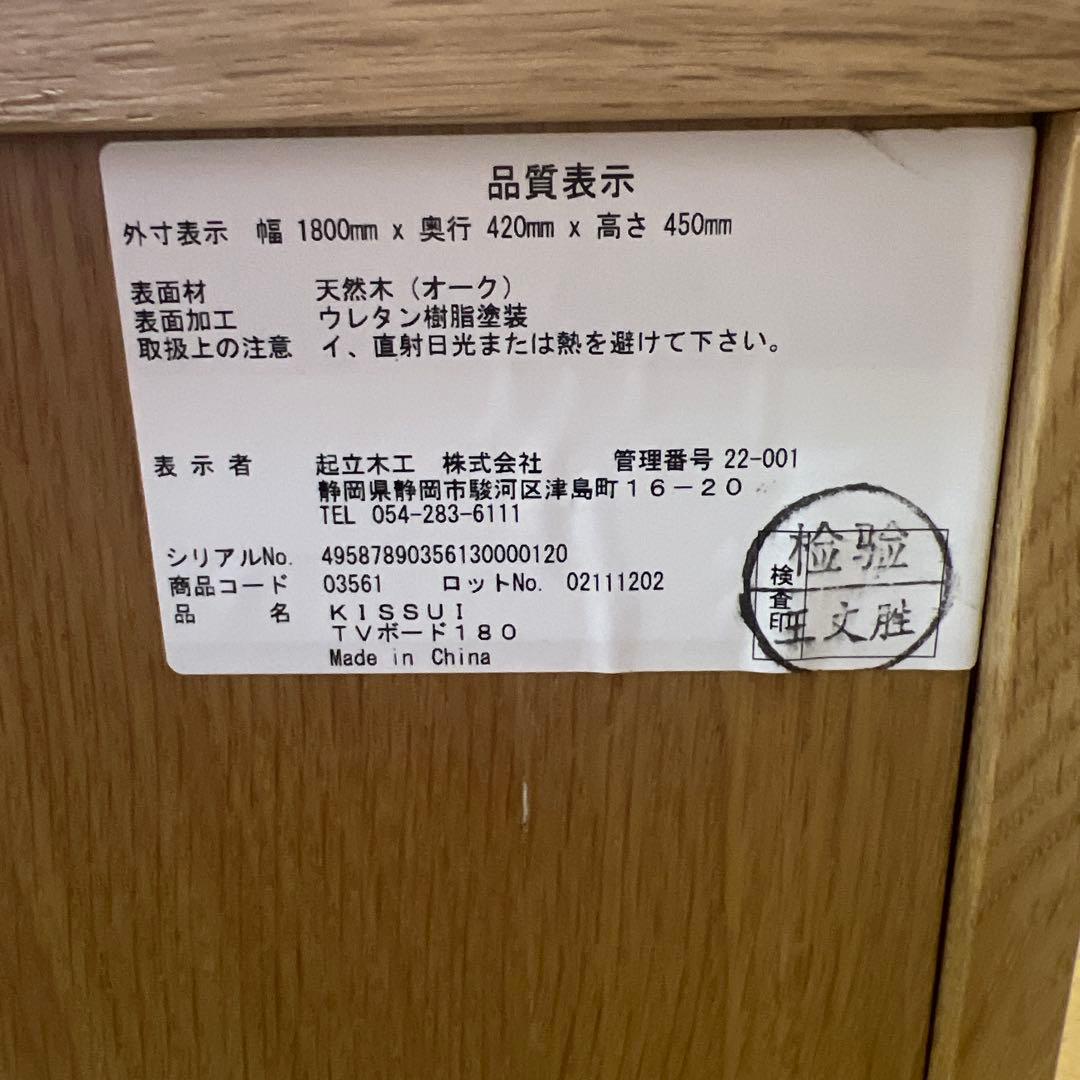 品質表示
外寸表示 幅 1800mm x 奥行 420mm x 高さ 450mm
表面材 天然木（オーク）
表面加工 ウレタン樹脂塗装
取扱上の注意 イ、直射日光または熱を避けて下さい。
表示者 起立木工 株式会社 管理番号 22-001
静岡県静岡市駿河区津島町１６－２０
TEL 054-283-6111
シリアルNo. 49587890356130000120
商品コード 03561 ロットNo. 02111202
品名 ＫＩＳＳＵＩ
ＴＶボード１８０
Made in China
検査印
检验
王文胜